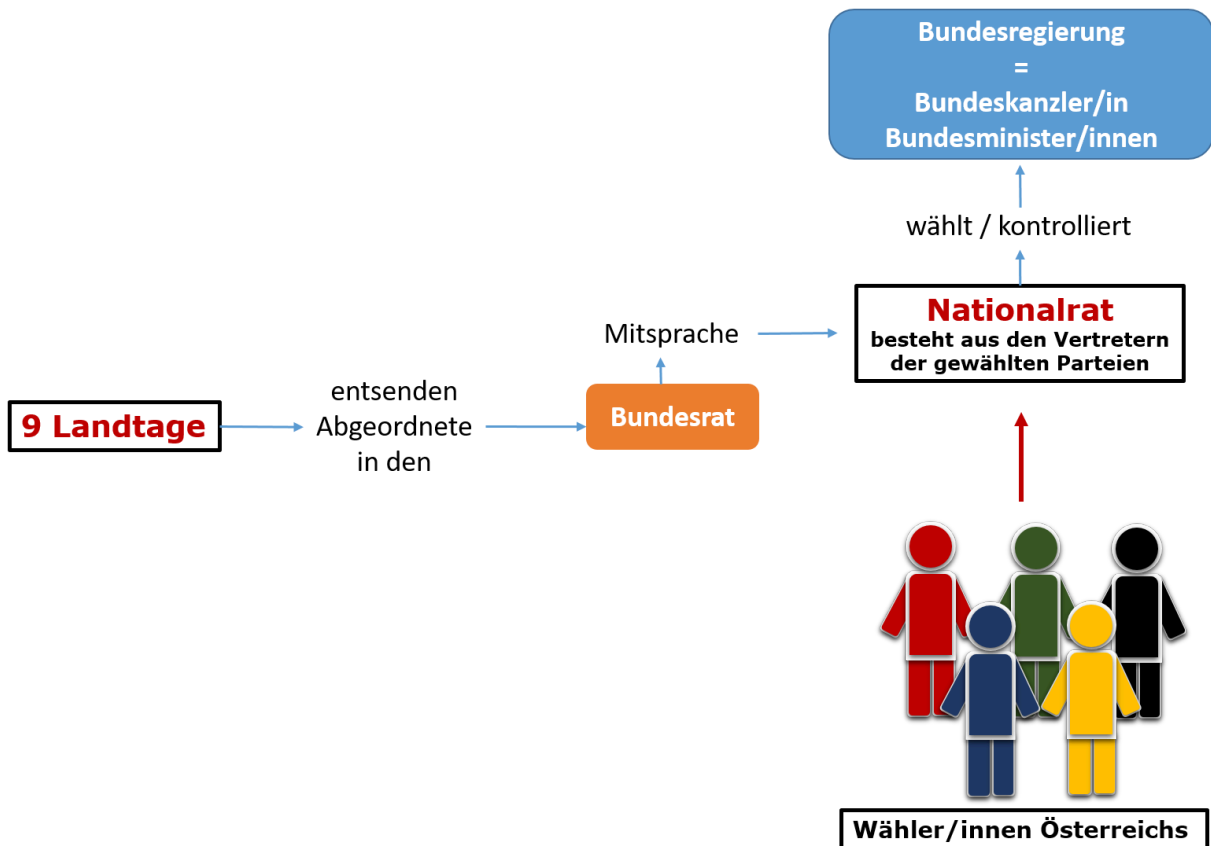 Bundesregierung
=
Bundeskanzler/in
Bundesminister/innen
wählt / kontrolliert
Nationalrat
besteht aus den Vertretern
der gewählten Parteien
Mitsprache
Bundesrat
entsenden
Abgeordnete
in den
9 Landtage
Wähler/innen Österreichs